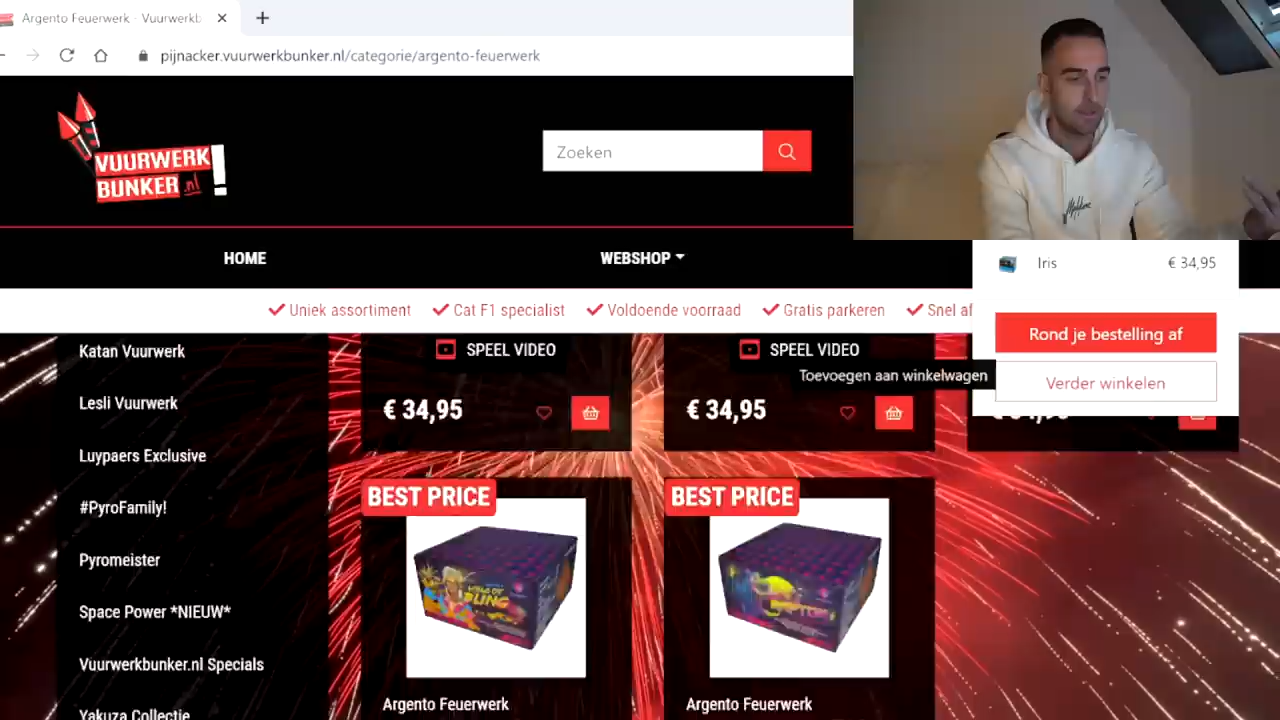 Argento Feuerwerk · Vuurwerkb
pijnacker.vuurwerkbunker.nl/categorie/argento-feuerwerk
VUURWERK
BUNKER.nl!
Zoeken
HOME
WEBSHOP
Iris € 34,95
Uniek assortiment Cat F1 specialist Voldoende voorraad Gratis parkeren Snel af
Rond je bestelling af
Verder winkelen
Toevoegen aan winkelwagen
Katan Vuurwerk
Lesli Vuurwerk
Luypaers Exclusive
#PyroFamily!
Pyromeister
Space Power *NIEUW*
Vuurwerkbunker.nl Specials
Yakuza Collectie
SPEEL VIDEO
€ 34,95
SPEEL VIDEO
€ 34,95
€ 34,95
BEST PRICE
BLING
Argento Feuerwerk
BEST PRICE
Argento Feuerwerk